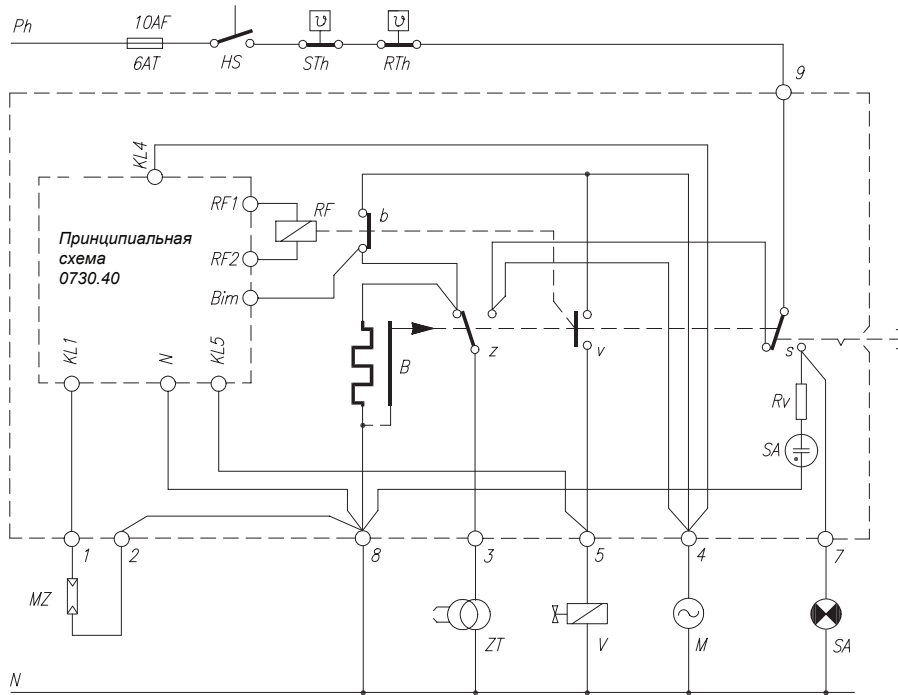 Ph
10AF
6AT
HS
ϑ
STh
ϑ
RTh
9
KL4
RF1
RF
b
Принципиальная
схема
0730.40
RF2
Bim
KL1
N
KL5
B
z
v
s
Rv
SA
1
2
8
3
5
4
7
MZ
ZT
V
M
SA
N